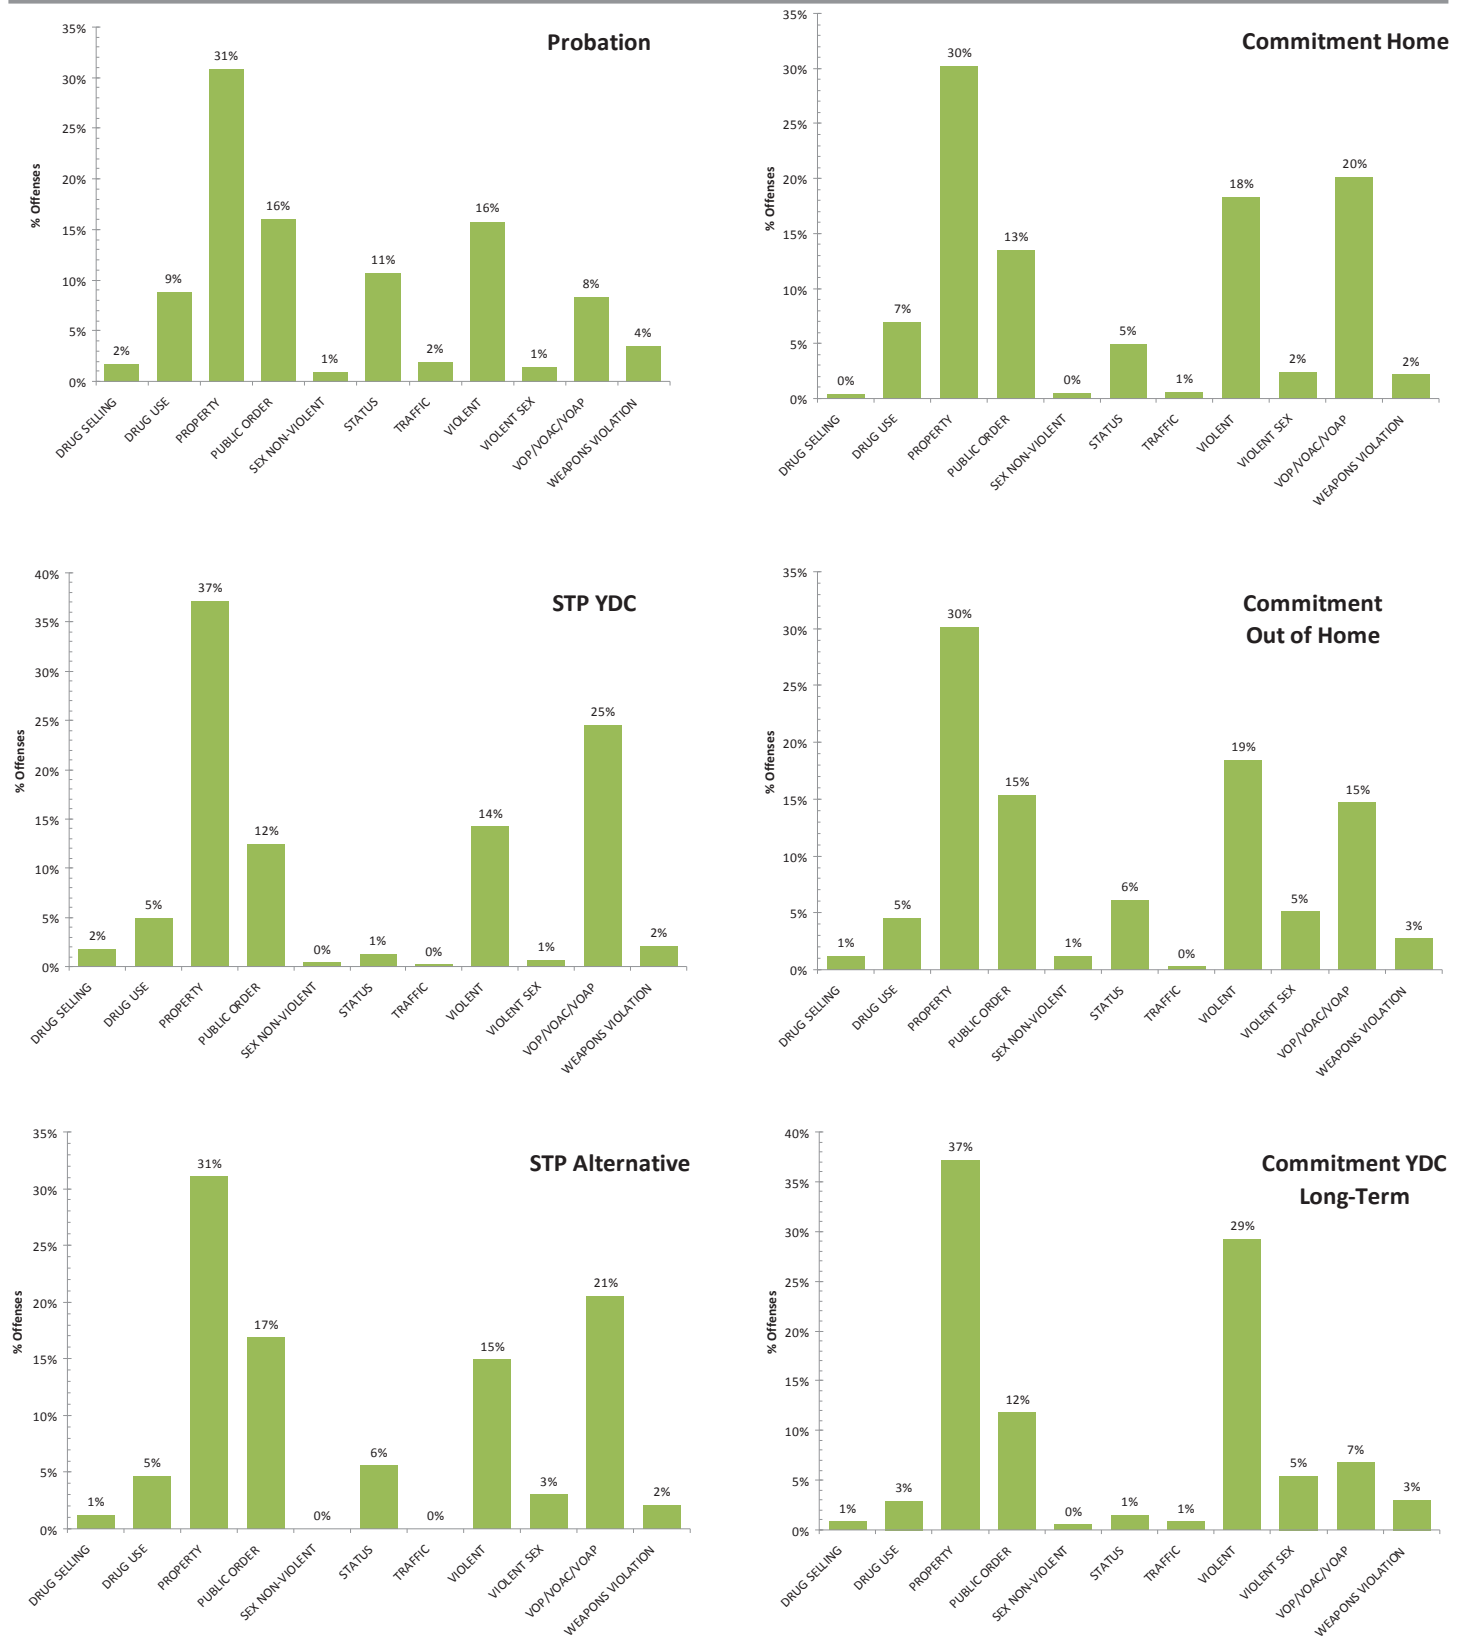 Probation
% Offenses
35%
30%
25%
20%
15%
10%
5%
0%
2%
9%
31%
16%
1%
11%
2%
16%
1%
8%
4%
DRUG SELLING
DRUG USE
PROPERTY
PUBLIC ORDER
SEX NON-VIOLENT
STATUS
TRAFFIC
VIOLENT
VIOLENT SEX
VOP/VOAC/VOAP
WEAPONS VIOLATION
Commitment Home
% Offenses
35%
30%
25%
20%
15%
10%
5%
0%
0%
7%
30%
13%
0%
5%
1%
18%
2%
20%
2%
DRUG SELLING
DRUG USE
PROPERTY
PUBLIC ORDER
SEX NON-VIOLENT
STATUS
TRAFFIC
VIOLENT
VIOLENT SEX
VOP/VOAC/VOAP
WEAPONS VIOLATION
STP YDC
% Offenses
40%
35%
30%
25%
20%
15%
10%
5%
0%
2%
5%
37%
12%
0%
1%
0%
14%
1%
25%
2%
DRUG SELLING
DRUG USE
PROPERTY
PUBLIC ORDER
SEX NON-VIOLENT
STATUS
TRAFFIC
VIOLENT
VIOLENT SEX
VOP/VOAC/VOAP
WEAPONS VIOLATION
Commitment
Out of Home
% Offenses
35%
30%
25%
20%
15%
10%
5%
0%
1%
5%
30%
15%
1%
6%
0%
19%
5%
15%
3%
DRUG SELLING
DRUG USE
PROPERTY
PUBLIC ORDER
SEX NON-VIOLENT
STATUS
TRAFFIC
VIOLENT
VIOLENT SEX
VOP/VOAC/VOAP
WEAPONS VIOLATION
STP Alternative
% Offenses
35%
30%
25%
20%
15%
10%
5%
0%
1%
5%
31%
17%
0%
6%
0%
15%
3%
21%
2%
DRUG SELLING
DRUG USE
PROPERTY
PUBLIC ORDER
SEX NON-VIOLENT
STATUS
TRAFFIC
VIOLENT
VIOLENT SEX
VOP/VOAC/VOAP
WEAPONS VIOLATION
Commitment YDC
Long-Term
% Offenses
40%
35%
30%
25%
20%
15%
10%
5%
0%
1%
3%
37%
12%
0%
1%
1%
29%
5%
7%
3%
DRUG SELLING
DRUG USE
PROPERTY
PUBLIC ORDER
SEX NON-VIOLENT
STATUS
TRAFFIC
VIOLENT
VIOLENT SEX
VOP/VOAC/VOAP
WEAPONS VIOLATION